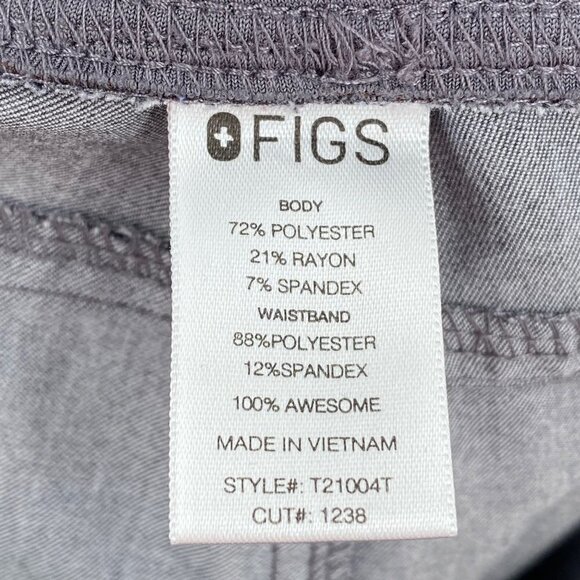 FIGS
BODY
72% POLYESTER
21% RAYON
7% SPANDEX
WAISTBAND
88%POLYESTER
12%SPANDEX
100% AWESOME
MADE IN VIETNAM
STYLE#: T21004T
CUT#: 1238